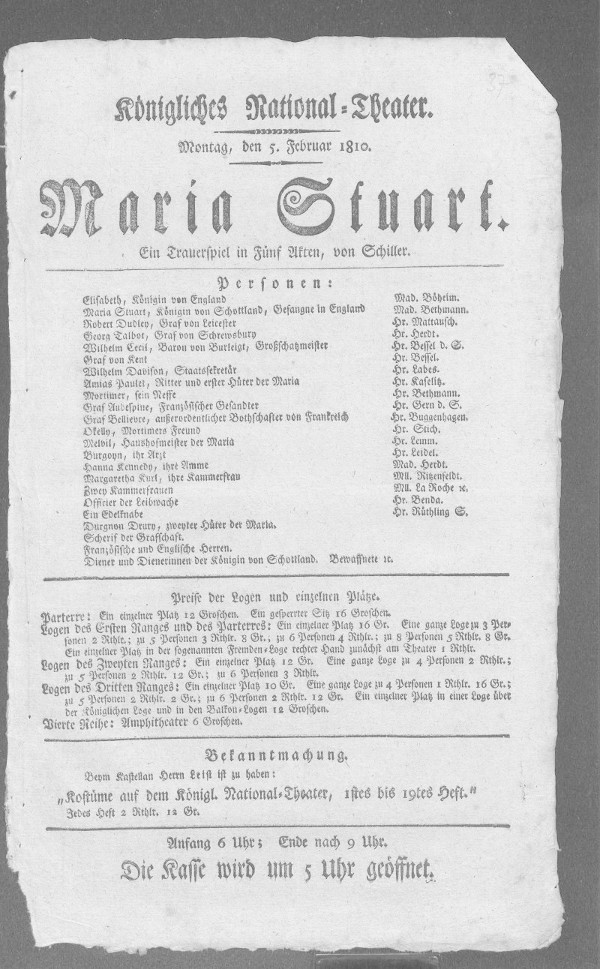 Königliches National-Theater.
Montag, den 5. Februar 1810.
Maria Stuart.
Ein Trauerspiel in Fünf Akten, von Schiller.
Personen:
Elisabeth, Königin von England Mad. Böheim.
Maria Stuart, Königin von Schottland, Gefangne in England Mad. Bethmann.
Robert Dudley, Graf von Leicester Hr. Mattausch.
Georg Talbot, Graf von Schrewsbury Hr. Herdt.
Wilhelm Cecil, Baron von Burleigt, Großschatzmeister Hr. Bessel d. S.
Graf von Kent Hr. Bessel.
Wilhelm Davison, Staatssekretär Hr. Labes.
Amias Paulet, Ritter und erster Hüter der Maria Hr. Kaselitz.
Mortimer, sein Neffe Hr. Bethmann.
Graf Aubespine, Französischer Gesandter Hr. Gern d. S.
Graf Bellievre, außerordentlicher Bothschafter von Frankreich Hr. Buggenhagen.
Okelly, Mortimers Freund Hr. Stich.
Melvil, Haushofmeister der Maria Hr. Lemm.
Burgoyn, ihr Arzt Hr. Leidel.
Hanna Kennedy, ihre Amme Mad. Herdt.
Margaretha Kurl, ihre Kammerfrau Mll. Ritzenfeldt.
Zwey Kammerfrauen Mll. La Roche ꝛc.
Officier der Leibwache Hr. Benda.
Ein Edelknabe Hr. Rüthling S.
Durgnon Drury, zweyter Hüter der Maria.
Scherif der Grafschaft.
Französische und Englische Herren.
Diener und Dienerinnen der Königin von Schottland. Bewaffnete ꝛc.
Preise der Logen und einzelnen Plätze.
Parterre: Ein einzelner Platz 12 Groschen. Ein gesperrter Sitz 16 Groschen.
Logen des Ersten Ranges und des Parterres: Ein einzelner Platz 16 Gr. Eine ganze Loge zu 3 Per-
sonen 2 Rthlr.; zu 5 Personen 3 Rthlr. 8 Gr.; zu 6 Personen 4 Rthlr.; zu 8 Personen 5 Rthlr. 8 Gr.
Ein einzelner Platz in der sogenannten Fremden-Loge rechter Hand zunächst am Theater 1 Rthlr.
Logen des Zweyten Ranges: Ein einzelner Platz 12 Gr. Eine ganze Loge zu 4 Personen 2 Rthlr.;
zu 5 Personen 2 Rthlr. 12 Gr.; zu 6 Personen 3 Rthlr.
Logen des Dritten Ranges: Ein einzelner Platz 10 Gr. Eine ganze Loge zu 4 Personen 1 Rthlr. 16 Gr.;
zu 5 Personen 2 Rthlr. 2 Gr.; zu 6 Personen 2 Rthlr. 12 Gr. Ein einzelner Platz in einer Loge über
der Königlichen Loge und in den Balkon-Logen 12 Groschen.
Vierte Reihe: Amphitheater 6 Groschen.
Bekanntmachung.
Beym Kastellan Herrn Leist ist zu haben:
„Kostüme auf dem Königl. National-Theater, 1stes bis 19tes Heft.“
Jedes Heft 2 Rthlr. 12 Gr.
Anfang 6 Uhr; Ende nach 9 Uhr.
Die Kasse wird um 5 Uhr geöffnet.